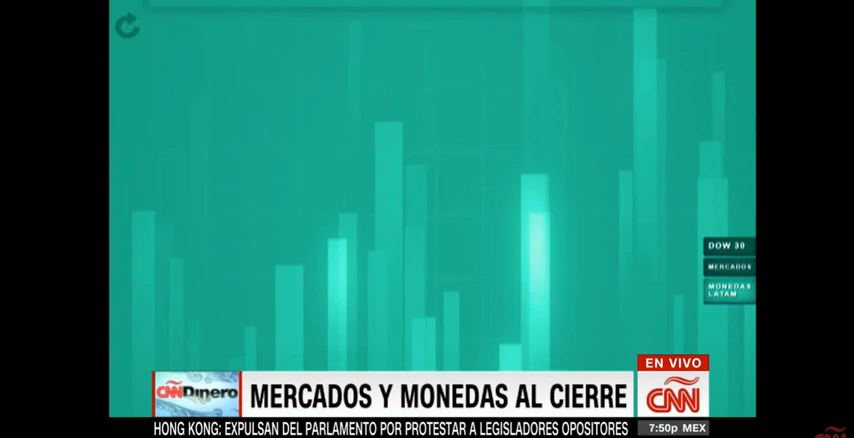 DOW 30
MERCADOS
MONEDAS
LATAM
EN VIVO
CNNDinero
MERCADOS Y MONEDAS AL CIERRE
CNN
HONG KONG: EXPULSAN DEL PARLAMENTO POR PROTESTAR A LEGISLADORES OPOSITORES
7:50p MEX